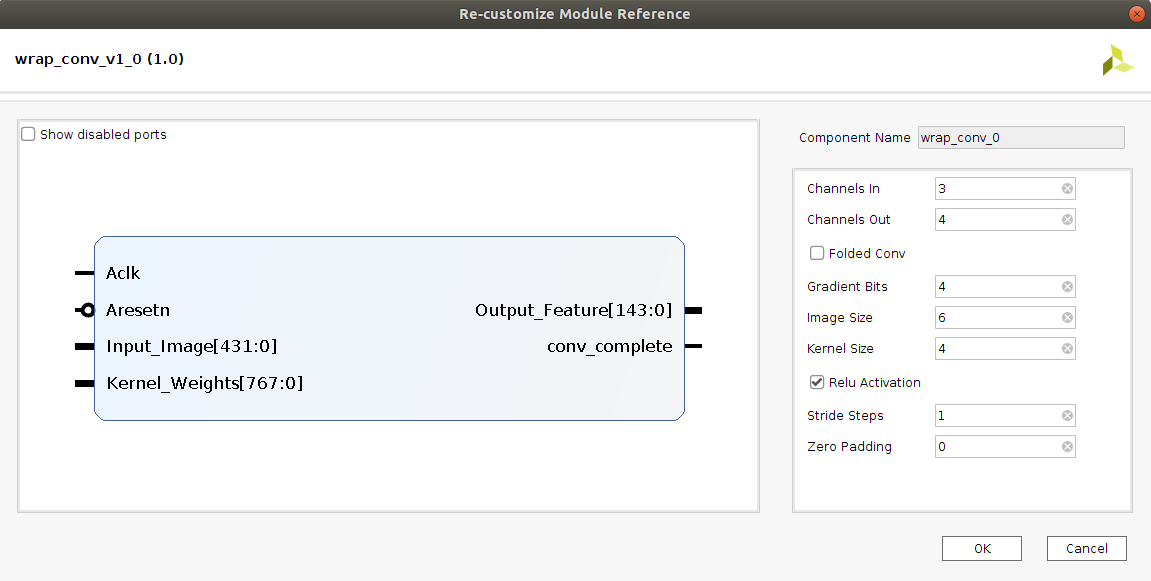 Re-customize Module Reference
wrap_conv_v1_0 (1.0)
Show disabled ports
Aclk
Aresetn
Input_Image[431:0]
Kernel_Weights[767:0]
Output_Feature[143:0]
conv_complete
Component Name wrap_conv_0
Channels In 3
Channels Out 4
Folded Conv
Gradient Bits 4
Image Size 6
Kernel Size 4
Relu Activation
Stride Steps 1
Zero Padding 0
OK Cancel